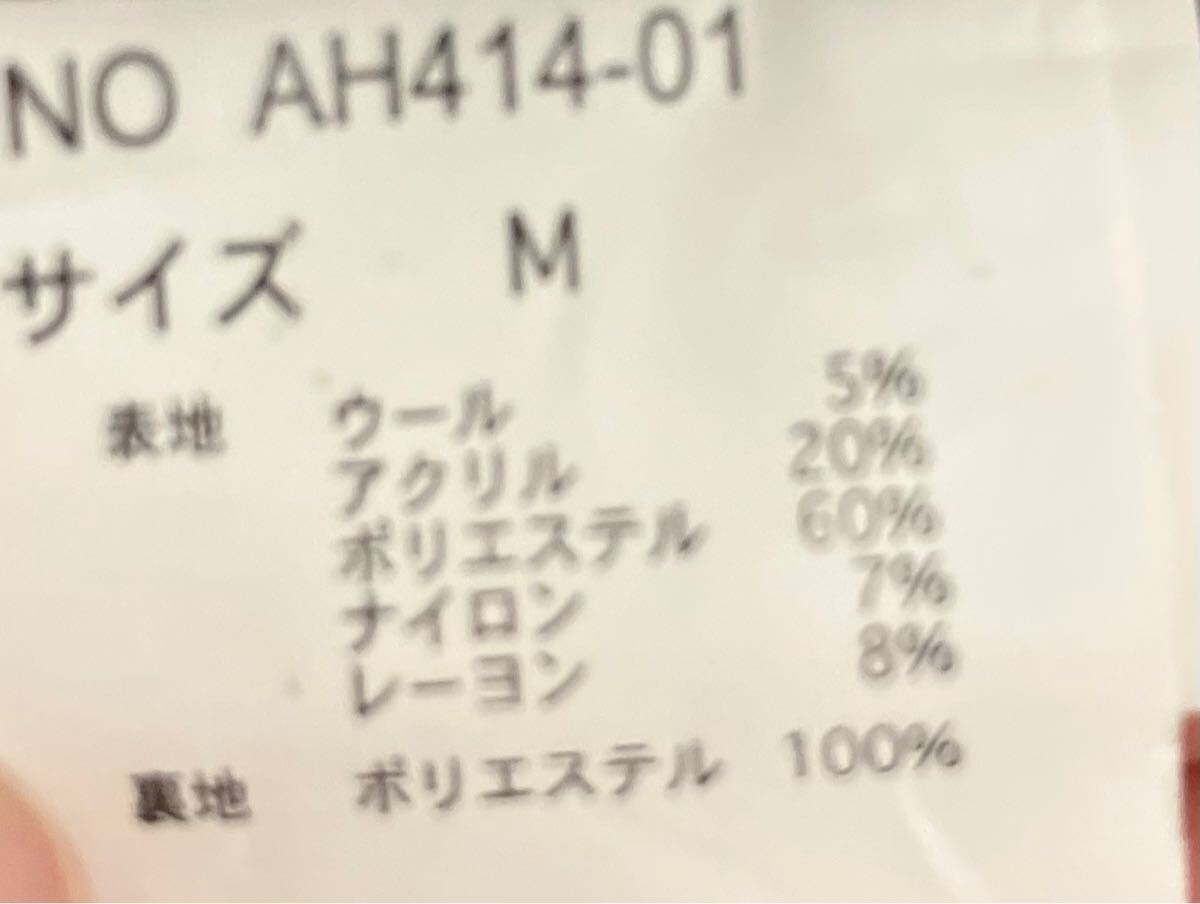 NO AH414-01
サイズ M
表地 ウール 5%
アクリル 20%
ポリエステル 60%
ナイロン 7%
レーヨン 8%
裏地 ポリエステル 100%